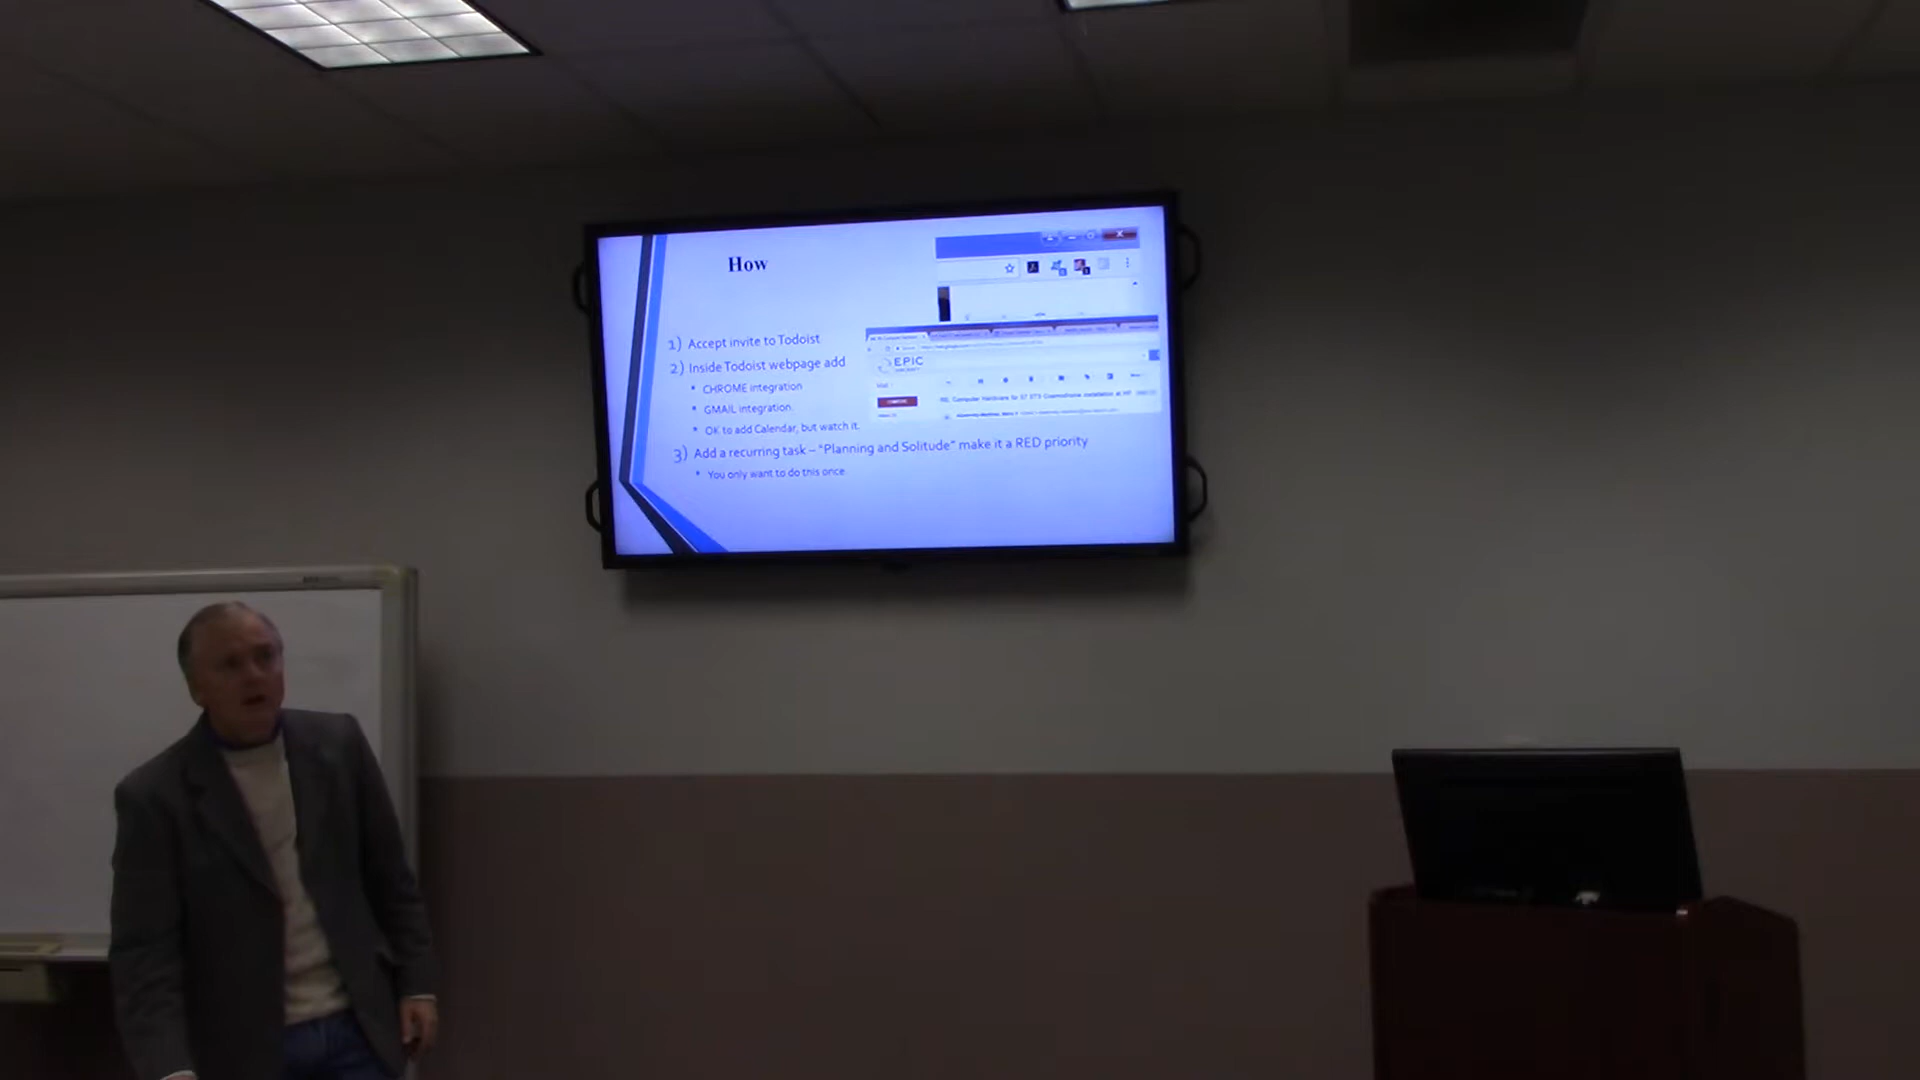 How
1) Accept invite to Todoist
2) Inside Todoist webpage add
• CHROME integration
• GMAIL integration.
• OK to add Calendar, but watch it.
3) Add a recurring task – "Planning and Solitude" make it a RED priority
• You only want to do this once
EPIC